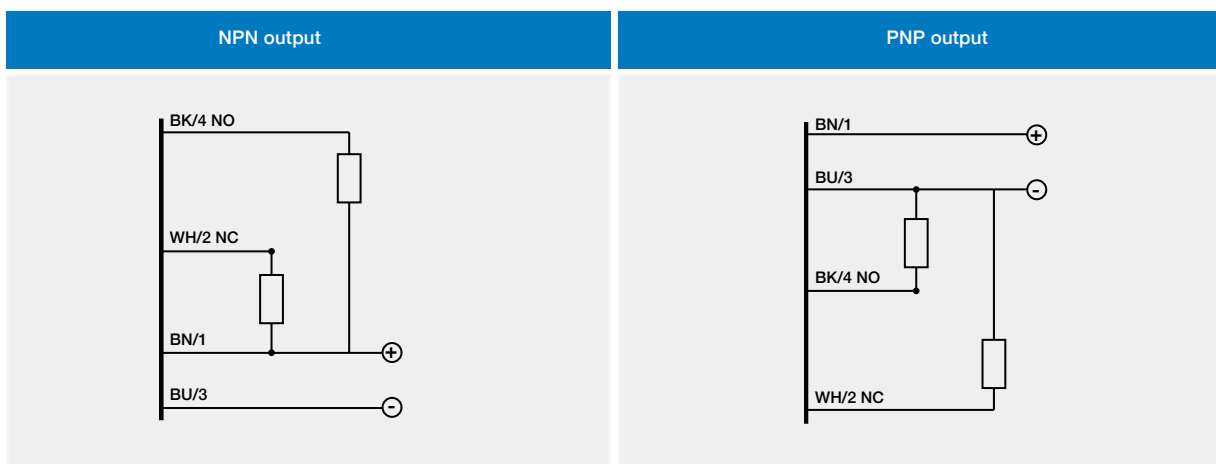 NPN output
PNP output
BK/4 NO
WH/2 NC
BN/1
+
BU/3
-
BN/1
+
BU/3
-
BK/4 NO
WH/2 NC